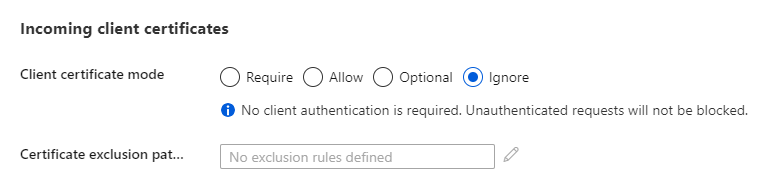 Incoming client certificates
Client certificate mode
Require Allow Optional Ignore
No client authentication is required. Unauthenticated requests will not be blocked.
Certificate exclusion pat...
No exclusion rules defined